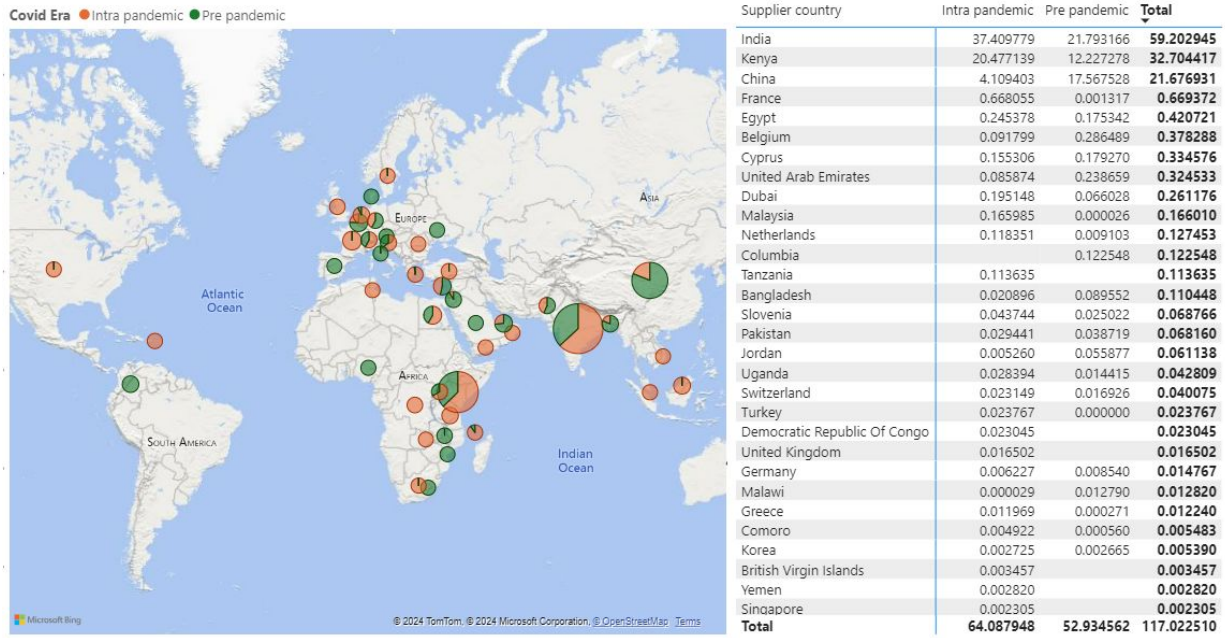 Covid Era Intra pandemic Pre pandemic
EUROPE
ASIA
Atlantic
Ocean
AFRICA
SOUTH AMERICA
Indian
Ocean
Microsoft Bing
© 2024 TomTom, © 2024 Microsoft Corporation, © OpenStreetMap Terms
Supplier country Intra pandemic Pre pandemic Total
India 37.409779 21.793166 59.202945
Kenya 20.477139 12.227278 32.704417
China 4.109403 17.567528 21.676931
France 0.668055 0.001317 0.669372
Egypt 0.245378 0.175342 0.420721
Belgium 0.091799 0.286489 0.378288
Cyprus 0.155306 0.179270 0.334576
United Arab Emirates 0.085874 0.238659 0.324533
Dubai 0.195148 0.066028 0.261176
Malaysia 0.165985 0.000026 0.166010
Netherlands 0.118351 0.009103 0.127453
Columbia 0.122548 0.122548
Tanzania 0.113635 0.113635
Bangladesh 0.020896 0.089552 0.110448
Slovenia 0.043744 0.025022 0.068766
Pakistan 0.029441 0.038719 0.068160
Jordan 0.005260 0.055877 0.061138
Uganda 0.028394 0.014415 0.042809
Switzerland 0.023149 0.016926 0.040075
Turkey 0.023767 0.000000 0.023767
Democratic Republic Of Congo 0.023045 0.023045
United Kingdom 0.016502 0.016502
Germany 0.006227 0.008540 0.014767
Malawi 0.000029 0.012790 0.012820
Greece 0.011969 0.000271 0.012240
Comoro 0.004922 0.000560 0.005483
Korea 0.002725 0.002665 0.005390
British Virgin Islands 0.003457 0.003457
Yemen 0.002820 0.002820
Singapore 0.002305 0.002305
Total 64.087948 52.934562 117.022510